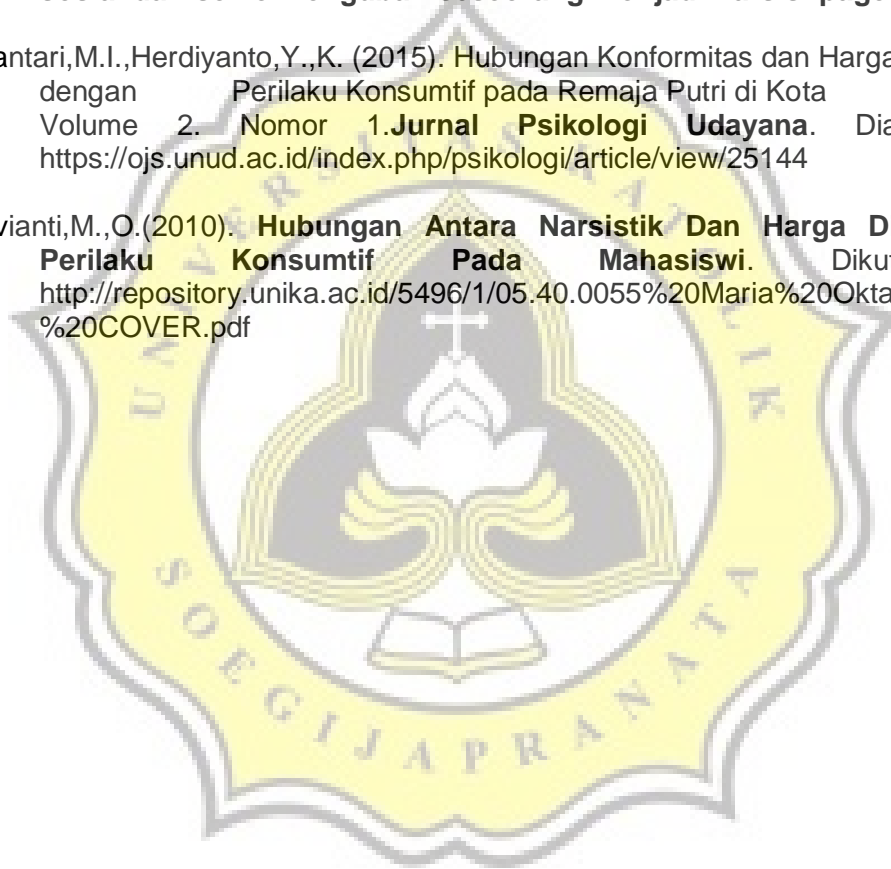 antari,M.I.,Herdiyanto,Y.,K. (2015). Hubungan Konformitas dan Harga
dengan Perilaku Konsumtif pada Remaja Putri di Kota
Volume 2. Nomor 1.Jurnal Psikologi Udayana. Dia
https://ojs.unud.ac.id/index.php/psikologi/article/view/25144
vianti,M.,O.(2010). Hubungan Antara Narsistik Dan Harga D
Perilaku Konsumtif Pada Mahasiswi. Dikut
http://repository.unika.ac.id/5496/1/05.40.0055%20Maria%20Okta
%20COVER.pdf
UNIVERSITAS KATOLIK
SOEGIJAPRANATA